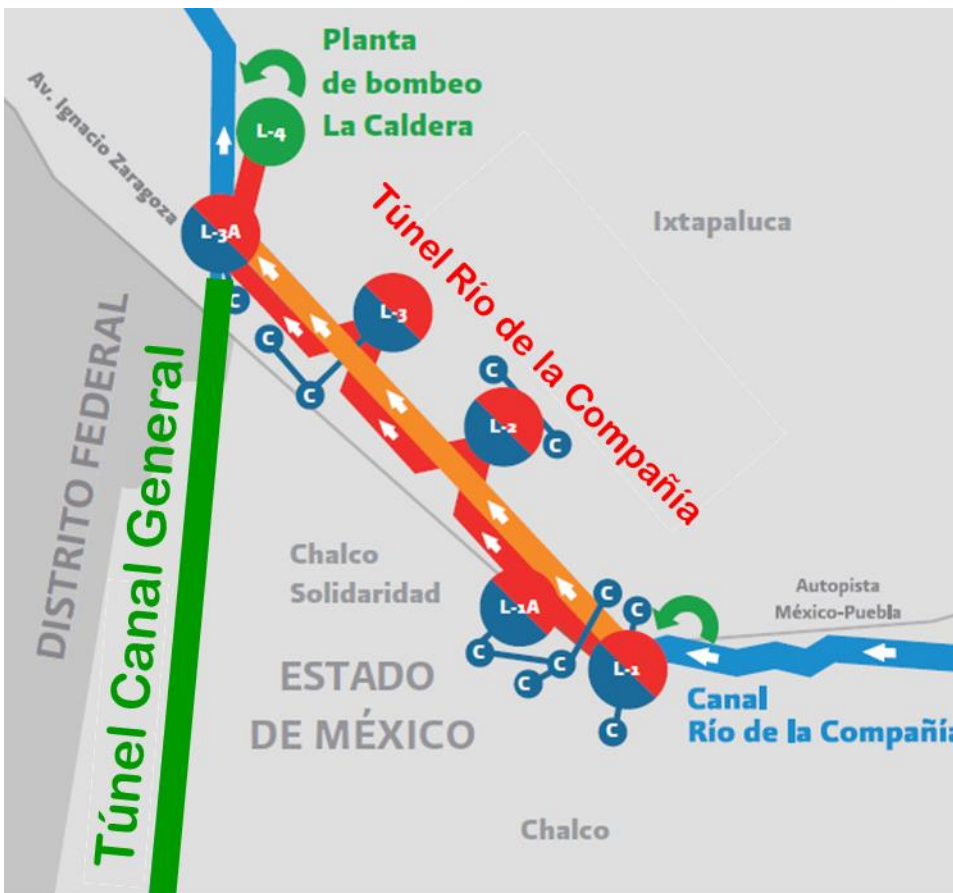 Planta
de bombeo
La Caldera
L-4
Av. Ignacio Zaragoza
L-3A
Ixtapaluca
Túnel Río de la Compañía
C
L-3
C
C
C
L-2
C
DISTRITO FEDERAL
Túnel Canal General
Chalco
Solidaridad
Autopista
México-Puebla
L-1A
C
C
C
C
C
L-1
C
ESTADO
DE MÉXICO
Canal
Río de la Compañía
Chalco